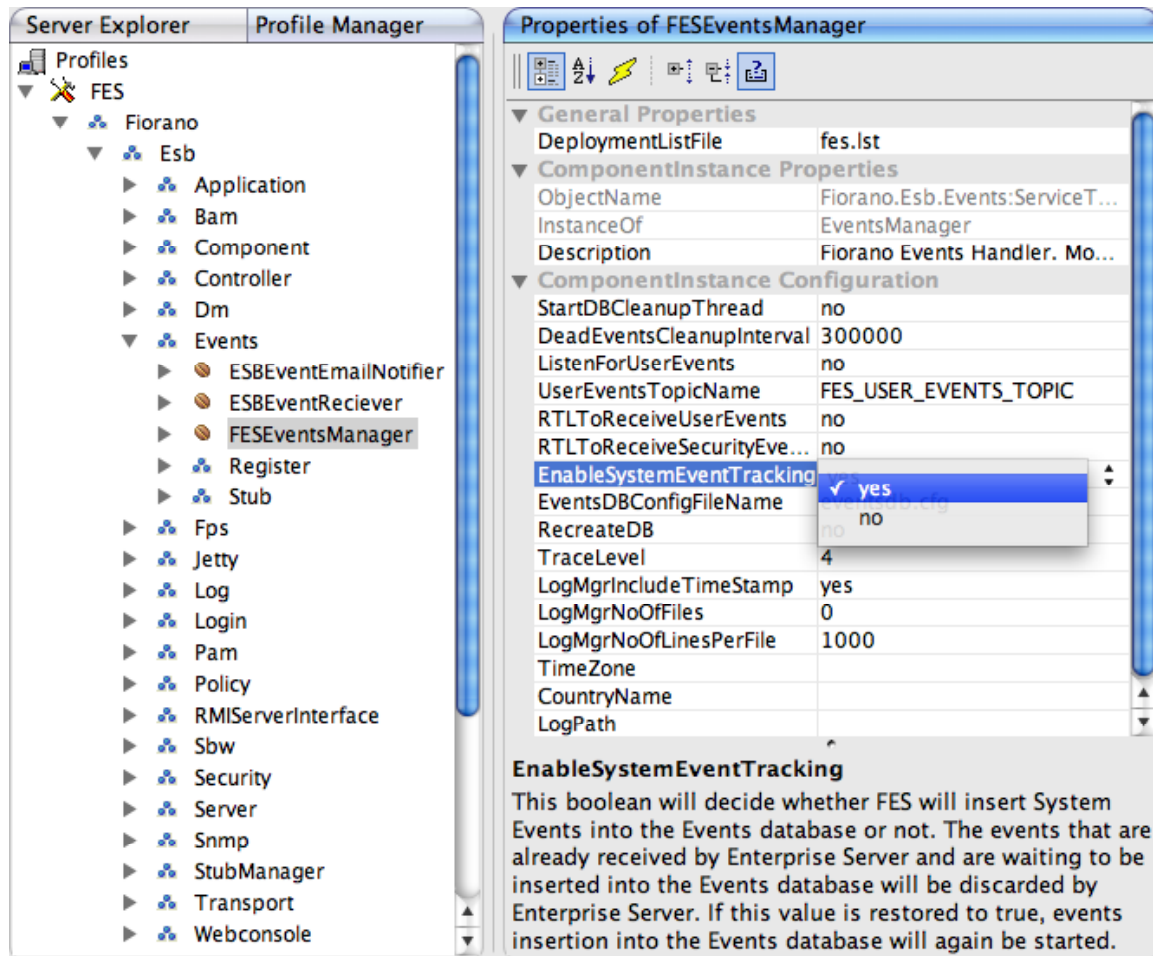 Server Explorer
Profile Manager
Profiles
FES
Fiorano
Esb
Application
Bam
Component
Controller
Dm
Events
ESBEventEmailNotifier
ESBEventReciever
FESEventsManager
Register
Stub
Fps
Jetty
Log
Login
Pam
Policy
RMIServerInterface
Sbw
Security
Server
Snmp
StubManager
Transport
Webconsole
Properties of FESEventsManager
General Properties
DeploymentListFile fes.lst
ComponentInstance Properties
ObjectName Fiorano.Esb.Events:ServiceT...
InstanceOf EventsManager
Description Fiorano Events Handler. Mo...
ComponentInstance Configuration
StartDBCleanupThread no
DeadEventsCleanupInterval 300000
ListenForUserEvents no
UserEventsTopicName FES_USER_EVENTS_TOPIC
RTLToReceiveUserEvents no
RTLToReceiveSecurityEve... no
EnableSystemEventTracking yes
✓ yes
no
EventsDBConfigFileName eventsdb.cfg
RecreateDB no
TraceLevel 4
LogMgrIncludeTimeStamp yes
LogMgrNoOfFiles 0
LogMgrNoOfLinesPerFile 1000
TimeZone
CountryName
LogPath
EnableSystemEventTracking
This boolean will decide whether FES will insert System
Events into the Events database or not. The events that are
already received by Enterprise Server and are waiting to be
inserted into the Events database will be discarded by
Enterprise Server. If this value is restored to true, events
insertion into the Events database will again be started.